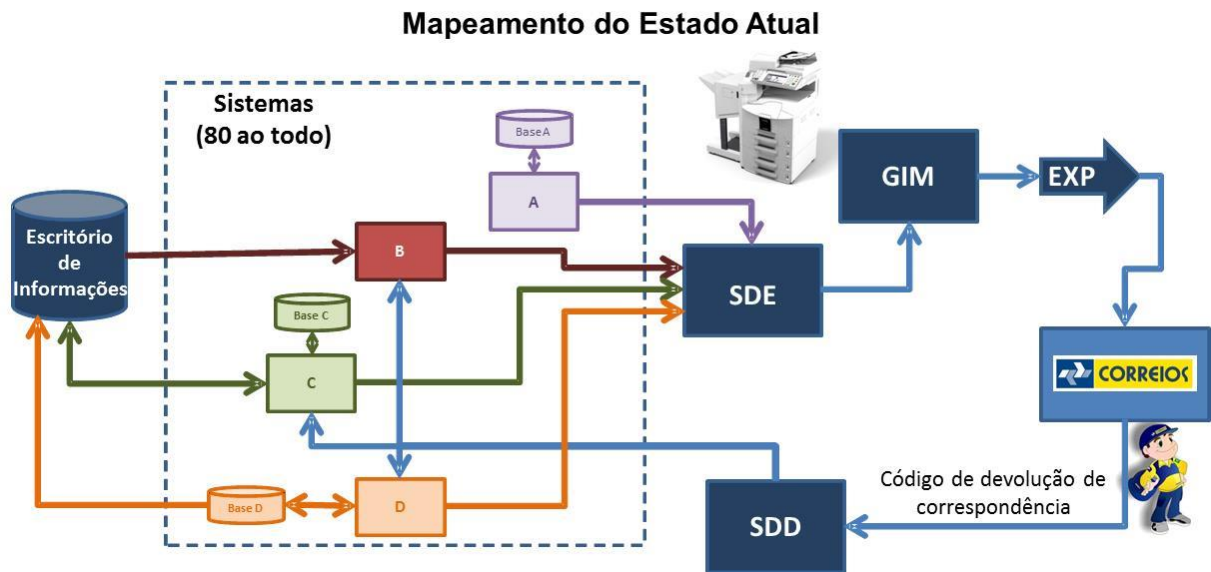 Mapeamento do Estado Atual
Sistemas
(80 ao todo)
Base A
A
GIM
EXP
Escritório
de
Informações
B
SDE
Base C
C
CORREIOS
Código de devolução de
correspondência
Base D
D
SDD